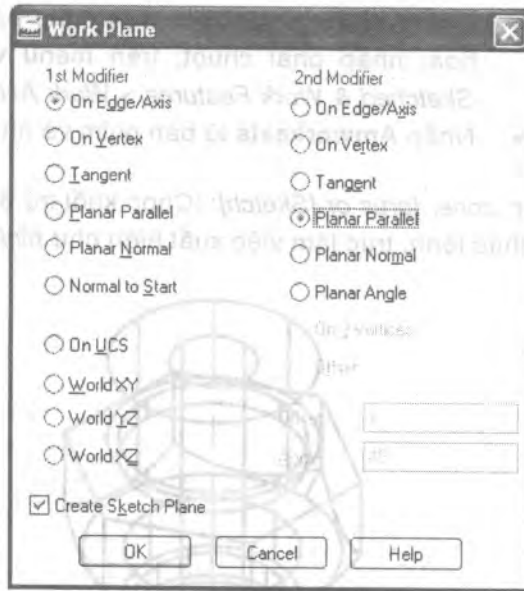 Work Plane
1st Modifier
On Edge/Axis
On Vertex
Tangent
Planar Parallel
Planar Normal
Normal to Start
On UCS
World XY
World YZ
World XZ
2nd Modifier
On Edge/Axis
On Vertex
Tangent
Planar Parallel
Planar Normal
Planar Angle
Create Sketch Plane
OK
Cancel
Help